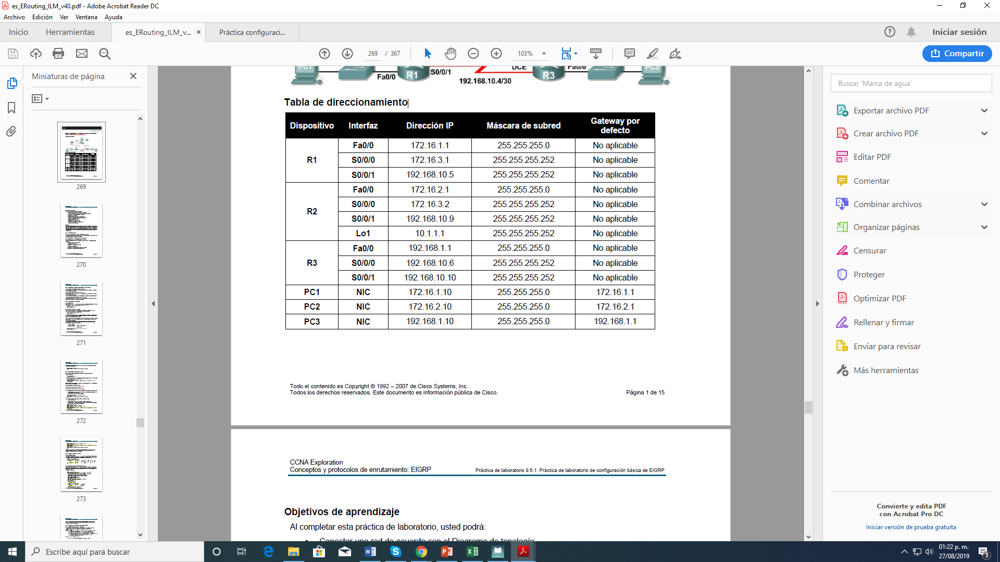 es_ERouting_ILM_v40.pdf - Adobe Acrobat Reader DC
Archivo Edición Ver Ventana Ayuda
Inicio Herramientas es_ERouting_ILM_v... Práctica configuraci... Iniciar sesión
269 / 367 103% Compartir
Miniaturas de página
269
270
271
272
273
PC1 Fa0/0 R1 S0/0/1 DCE R3 Fa0/0 PC3
192.168.10.4/30
Tabla de direccionamiento
Dispositivo Interfaz Dirección IP Máscara de subred Gateway por defecto
R1 Fa0/0 172.16.1.1 255.255.255.0 No aplicable
S0/0/0 172.16.3.1 255.255.255.252 No aplicable
S0/0/1 192.168.10.5 255.255.255.252 No aplicable
R2 Fa0/0 172.16.2.1 255.255.255.0 No aplicable
S0/0/0 172.16.3.2 255.255.255.252 No aplicable
S0/0/1 192.168.10.9 255.255.255.252 No aplicable
Lo1 10.1.1.1 255.255.255.252 No aplicable
R3 Fa0/0 192.168.1.1 255.255.255.0 No aplicable
S0/0/0 192.168.10.6 255.255.255.252 No aplicable
S0/0/1 192.168.10.10 255.255.255.252 No aplicable
PC1 NIC 172.16.1.10 255.255.255.0 172.16.1.1
PC2 NIC 172.16.2.10 255.255.255.0 172.16.2.1
PC3 NIC 192.168.1.10 255.255.255.0 192.168.1.1
Todo el contenido es Copyright © 1992 – 2007 de Cisco Systems, Inc.
Todos los derechos reservados. Este documento es información pública de Cisco. Página 1 de 15
CCNA Exploration
Conceptos y protocolos de enrutamiento: EIGRP Práctica de laboratorio 9.6.1: Práctica de laboratorio de configuración básica de EIGRP
Objetivos de aprendizaje
Al completar esta práctica de laboratorio, usted podrá:
Conectar una red de acuerdo con el Diagrama de topología
Buscar 'Marca de agua'
Exportar archivo PDF
Crear archivo PDF
Editar PDF
Comentar
Combinar archivos
Organizar páginas
Censurar
Proteger
Optimizar PDF
Rellenar y firmar
Enviar para revisar
Más herramientas
Convierte y edita PDF
con Acrobat Pro DC
Iniciar versión de prueba gratuita
Escribe aquí para buscar
01:22 p. m.
27/08/2019
3